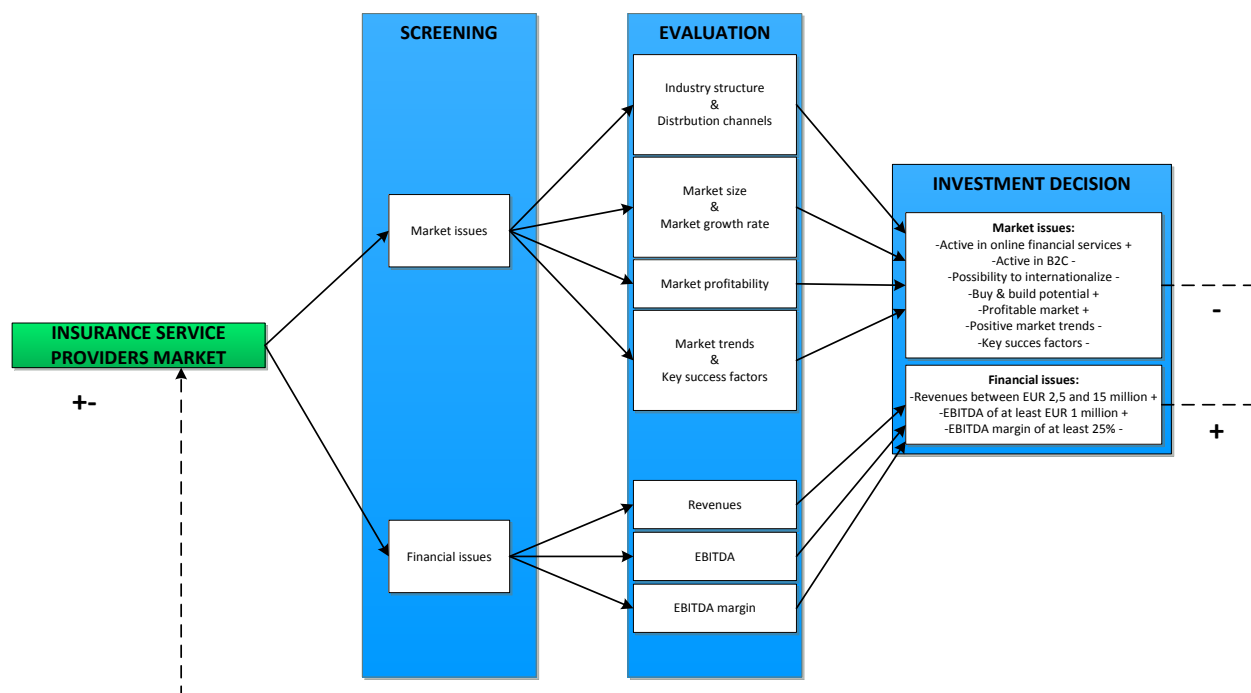 SCREENING
EVALUATION
Industry structure
&
Distrbution channels
Market size
&
Market growth rate
Market profitability
Market trends
&
Key success factors
Market issues
Financial issues
Revenues
EBITDA
EBITDA margin
INSURANCE SERVICE
PROVIDERS MARKET
+-
INVESTMENT DECISION
Market issues:
-Active in online financial services +
-Active in B2C -
-Possibility to internationalize -
-Buy & build potential +
-Profitable market +
-Positive market trends -
-Key succes factors -
Financial issues:
-Revenues between EUR 2,5 and 15 million +
-EBITDA of at least EUR 1 million +
-EBITDA margin of at least 25% -
-
+